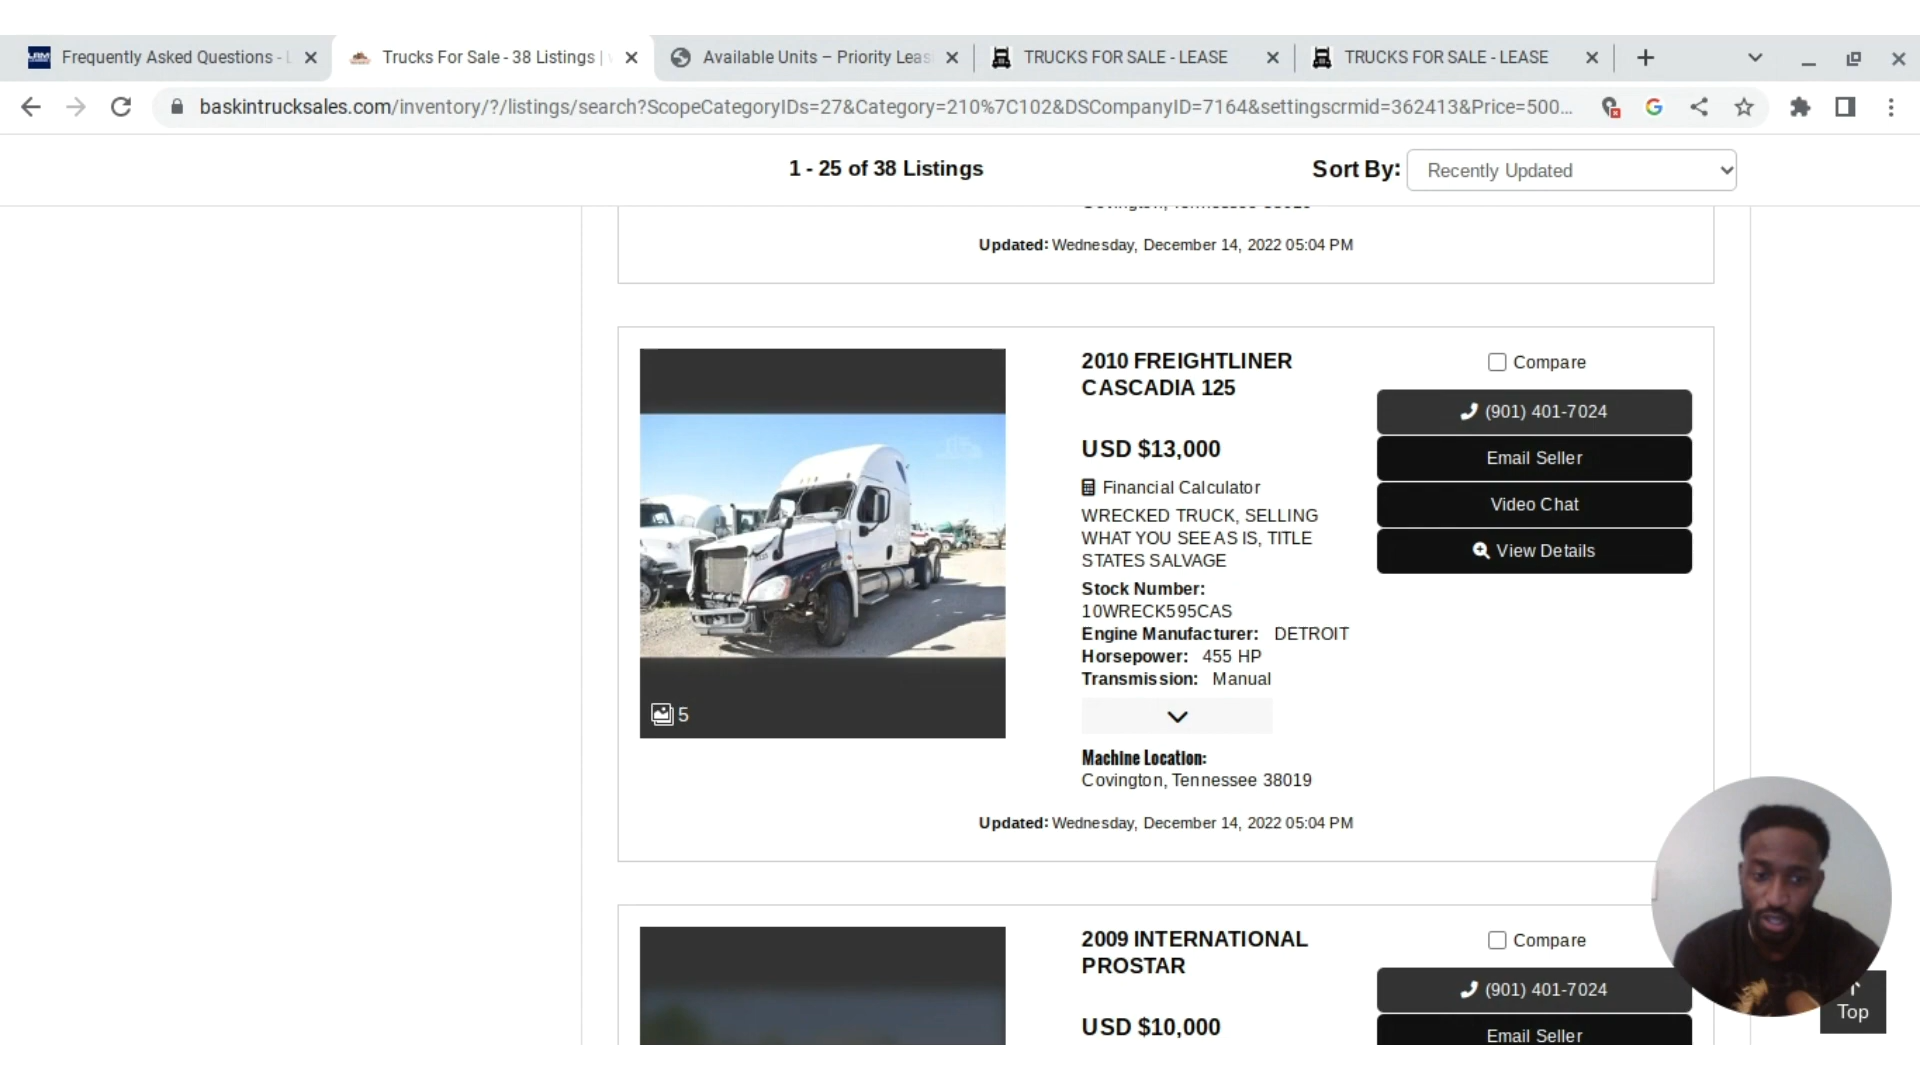 Frequently Asked Questions - L
Trucks For Sale - 38 Listings |
Available Units – Priority Leas
TRUCKS FOR SALE - LEASE
TRUCKS FOR SALE - LEASE
baskintrucksales.com/inventory/?/listings/search?ScopeCategoryIDs=27&Category=210%7C102&DSCompanyID=7164&settingscrmid=362413&Price=500...
1 - 25 of 38 Listings
Sort By: Recently Updated
Updated: Wednesday, December 14, 2022 05:04 PM
2010 FREIGHTLINER
CASCADIA 125
USD $13,000
Financial Calculator
WRECKED TRUCK, SELLING
WHAT YOU SEE AS IS, TITLE
STATES SALVAGE
Stock Number:
10WRECK595CAS
Engine Manufacturer: DETROIT
Horsepower: 455 HP
Transmission: Manual
Machine Location:
Covington, Tennessee 38019
Updated: Wednesday, December 14, 2022 05:04 PM
5
Compare
(901) 401-7024
Email Seller
Video Chat
View Details
2009 INTERNATIONAL
PROSTAR
USD $10,000
Compare
(901) 401-7024
Email Seller
Top